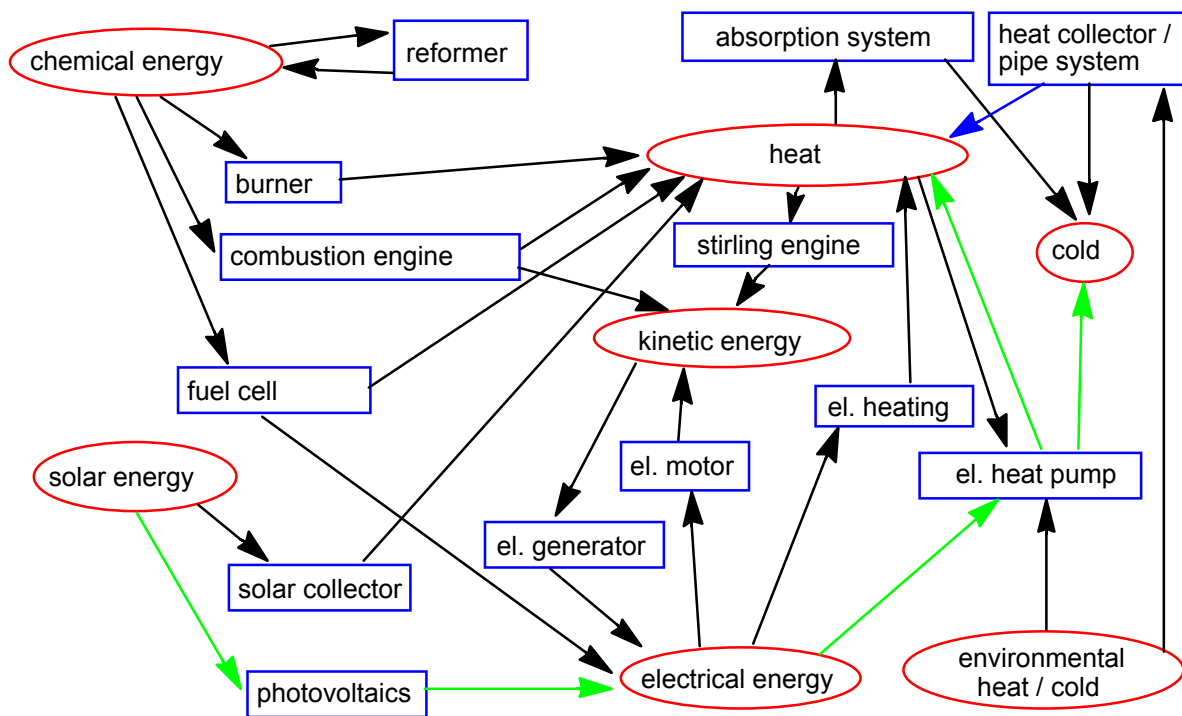 chemical energy
reformer
absorption system
heat collector /
pipe system
heat
burner
combustion engine
stirling engine
cold
kinetic energy
fuel cell
el. heating
el. motor
el. heat pump
solar energy
el. generator
solar collector
photovoltaics
electrical energy
environmental
heat / cold